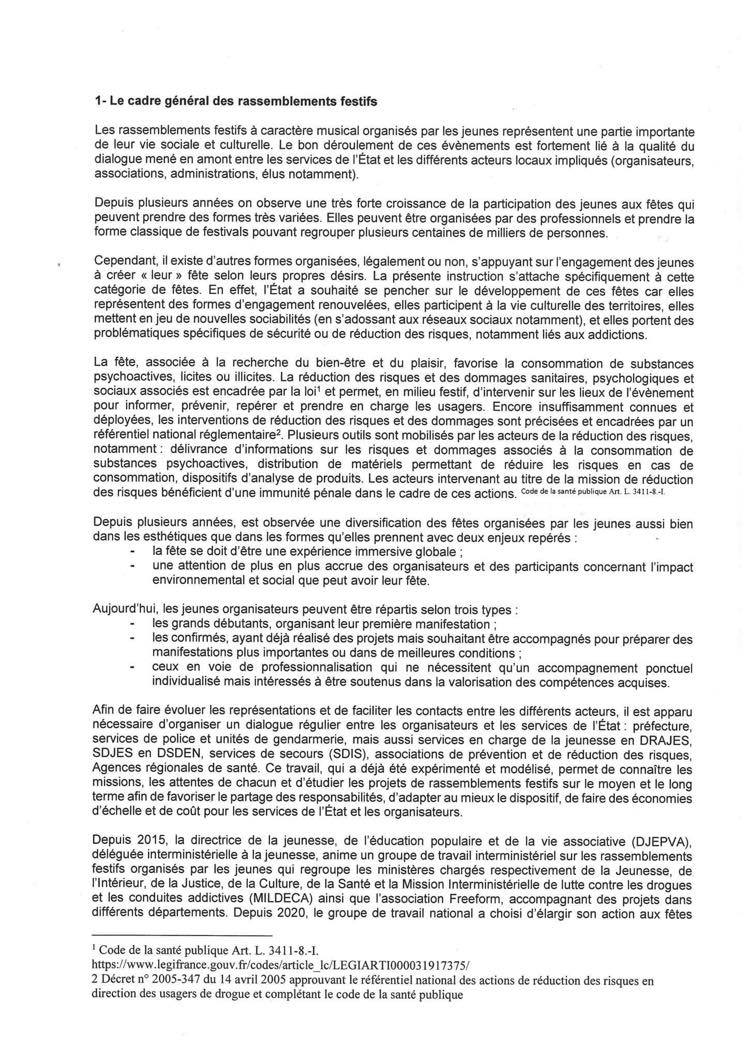 1- Le cadre général des rassemblements festifs
Les rassemblements festifs à caractère musical organisés par les jeunes représentent une partie importante
de leur vie sociale et culturelle. Le bon déroulement de ces évènements est fortement lié à la qualité du
dialogue mené en amont entre les services de l'État et les différents acteurs locaux impliqués (organisateurs,
associations, administrations, élus notamment).
Depuis plusieurs années on observe une très forte croissance de la participation des jeunes aux fêtes qui
peuvent prendre des formes très variées. Elles peuvent être organisées par des professionnels et prendre la
forme classique de festivals pouvant regrouper plusieurs centaines de milliers de personnes.
Cependant, il existe d'autres formes organisées, légalement ou non, s'appuyant sur l'engagement des jeunes
à créer « leur » fête selon leurs propres désirs. La présente instruction s'attache spécifiquement à cette
catégorie de fêtes. En effet, l'État a souhaité se pencher sur le développement de ces fêtes car elles
représentent des formes d'engagement renouvelées, elles participent à la vie culturelle des territoires, elles
mettent en jeu de nouvelles sociabilités (en s'adossant aux réseaux sociaux notamment), et elles portent des
problématiques spécifiques de sécurité ou de réduction des risques, notamment liés aux addictions.
La fête, associée à la recherche du bien-être et du plaisir, favorise la consommation de substances
psychoactives, licites ou illicites. La réduction des risques et des dommages sanitaires, psychologiques et
sociaux associés est encadrée par la loi¹ et permet, en milieu festif, d'intervenir sur les lieux de l'évènement
pour informer, prévenir, repérer et prendre en charge les usagers. Encore insuffisamment connues et
déployées, les interventions de réduction des risques et des dommages sont précisées et encadrées par un
référentiel national réglementaire². Plusieurs outils sont mobilisés par les acteurs de la réduction des risques,
notamment : délivrance d'informations sur les risques et dommages associés à la consommation de
substances psychoactives, distribution de matériels permettant de réduire les risques en cas de
consommation, dispositifs d'analyse de produits. Les acteurs intervenant au titre de la mission de réduction
des risques bénéficient d'une immunité pénale dans le cadre de ces actions. Code de la santé publique Art. L. 3411-8.-I.
Depuis plusieurs années, est observée une diversification des fêtes organisées par les jeunes aussi bien
dans les esthétiques que dans les formes qu'elles prennent avec deux enjeux repérés :
- la fête se doit d'être une expérience immersive globale ;
- une attention de plus en plus accrue des organisateurs et des participants concernant l'impact
environnemental et social que peut avoir leur fête.
Aujourd'hui, les jeunes organisateurs peuvent être répartis selon trois types :
- les grands débutants, organisant leur première manifestation ;
- les confirmés, ayant déjà réalisé des projets mais souhaitant être accompagnés pour préparer des
manifestations plus importantes ou dans de meilleures conditions ;
- ceux en voie de professionnalisation qui ne nécessitent qu'un accompagnement ponctuel
individualisé mais intéressés à être soutenus dans la valorisation des compétences acquises.
Afin de faire évoluer les représentations et de faciliter les contacts entre les différents acteurs, il est apparu
nécessaire d'organiser un dialogue régulier entre les organisateurs et les services de l'État : préfecture,
services de police et unités de gendarmerie, mais aussi services en charge de la jeunesse en DRAJES,
SDJES en DSDEN, services de secours (SDIS), associations de prévention et de réduction des risques,
Agences régionales de santé. Ce travail, qui a déjà été expérimenté et modélisé, permet de connaître les
missions, les attentes de chacun et d'étudier les projets de rassemblements festifs sur le moyen et le long
terme afin de favoriser le partage des responsabilités, d'adapter au mieux le dispositif, de faire des économies
d'échelle et de coût pour les services de l'État et les organisateurs.
Depuis 2015, la directrice de la jeunesse, de l'éducation populaire et de la vie associative (DJEPVA),
déléguée interministérielle à la jeunesse, anime un groupe de travail interministériel sur les rassemblements
festifs organisés par les jeunes qui regroupe les ministères chargés respectivement de la Jeunesse, de
l'Intérieur, de la Justice, de la Culture, de la Santé et la Mission Interministérielle de lutte contre les drogues
et les conduites addictives (MILDECA) ainsi que l'association Freeform, accompagnant des projets dans
différents départements. Depuis 2020, le groupe de travail national a choisi d'élargir son action aux fêtes
¹ Code de la santé publique Art. L. 3411-8.-I.
https://www.legifrance.gouv.fr/codes/article_lc/LEGIARTI000031917375/
2 Décret n° 2005-347 du 14 avril 2005 approuvant le référentiel national des actions de réduction des risques en
direction des usagers de drogue et complétant le code de la santé publique